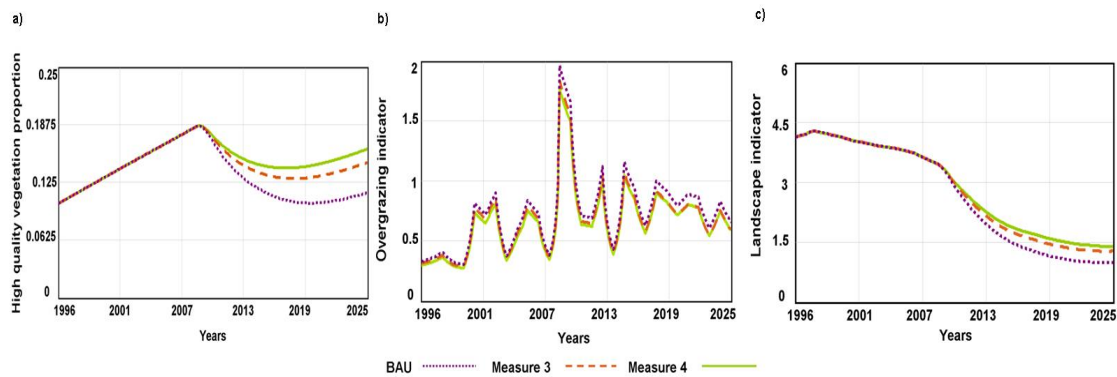 a)
High quality vegetation proportion
0.25
0.1875
0.125
0.0625
0
1996 2001 2007 2013 2019 2025
Years
b)
Overgrazing indicator
2
1.5
1
0.5
0
1996 2001 2007 2013 2019 2025
Years
c)
Landscape indicator
6
4.5
3
1.5
0
1996 2001 2007 2013 2019 2025
Years
BAU Measure 3 Measure 4